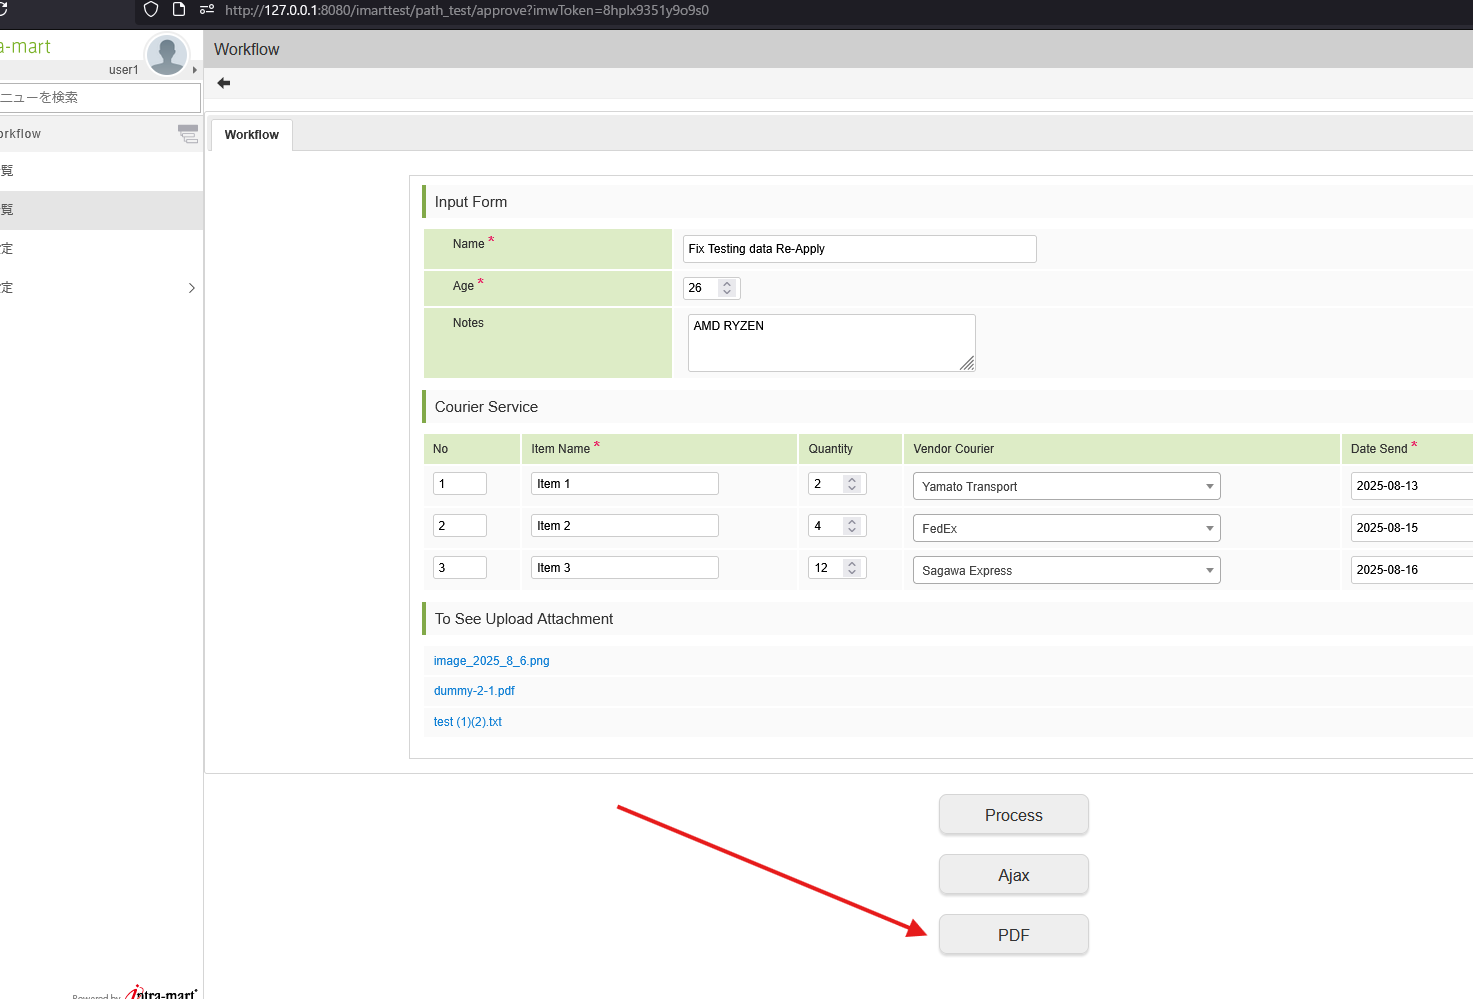 http://127.0.0.1:8080/imarttest/path_test/approve?imwToken=8hplx9351y9o9s0
a-mart
Workflow
user1
ニューを検索
orkflow
Workflow
覧
覧
定
定
Input Form
Name *
Fix Testing data Re-Apply
Age *
26
Notes
AMD RYZEN
Courier Service
No Item Name * Quantity Vendor Courier Date Send *
1 Item 1 2 Yamato Transport 2025-08-13
2 Item 2 4 FedEx 2025-08-15
3 Item 3 12 Sagawa Express 2025-08-16
To See Upload Attachment
image_2025_8_6.png
dummy-2-1.pdf
test (1)(2).txt
Process
Ajax
PDF
Powered by intra-mart